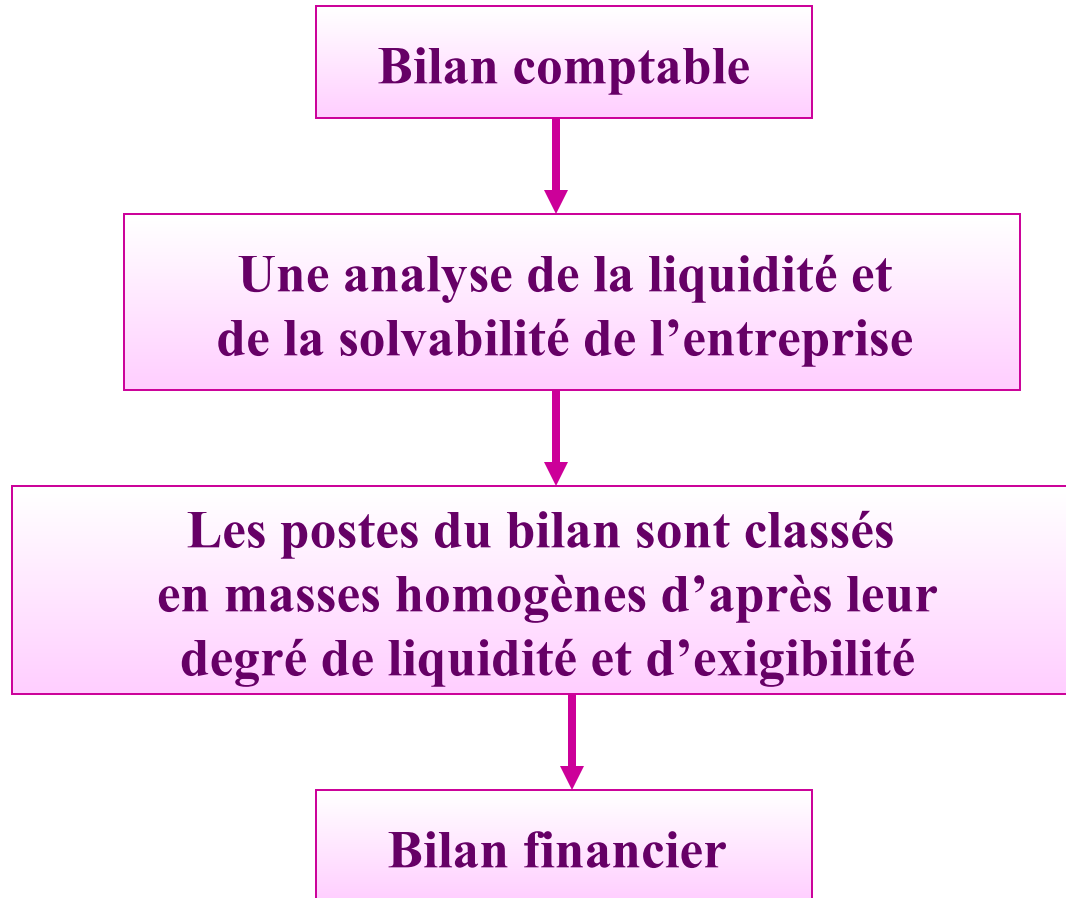 Bilan comptable
Une analyse de la liquidité et
de la solvabilité de l’entreprise
Les postes du bilan sont classés
en masses homogènes d’après leur
degré de liquidité et d’exigibilité
Bilan financier